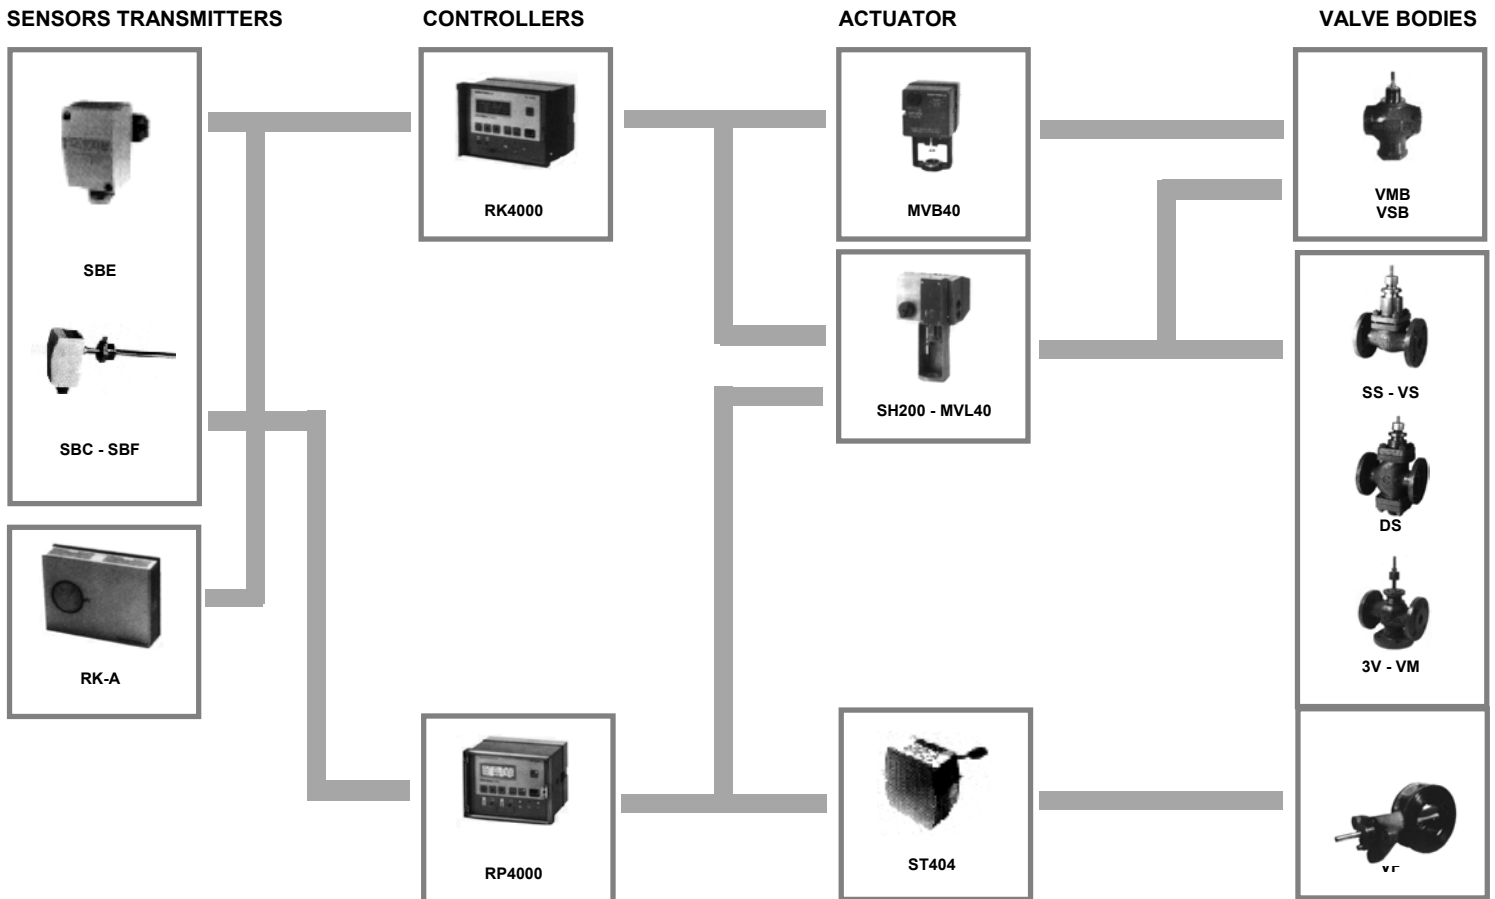 SENSORS TRANSMITTERS
CONTROLLERS
ACTUATOR
VALVE BODIES
SBE
SBC - SBF
RK-A
RK4000
RP4000
MVB40
SH200 - MVL40
ST404
VMB
VSB
SS - VS
DS
3V - VM